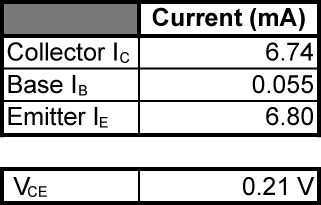 Current (mA)
Collector IC 6.74
Base IB 0.055
Emitter IE 6.80
VCE 0.21 V